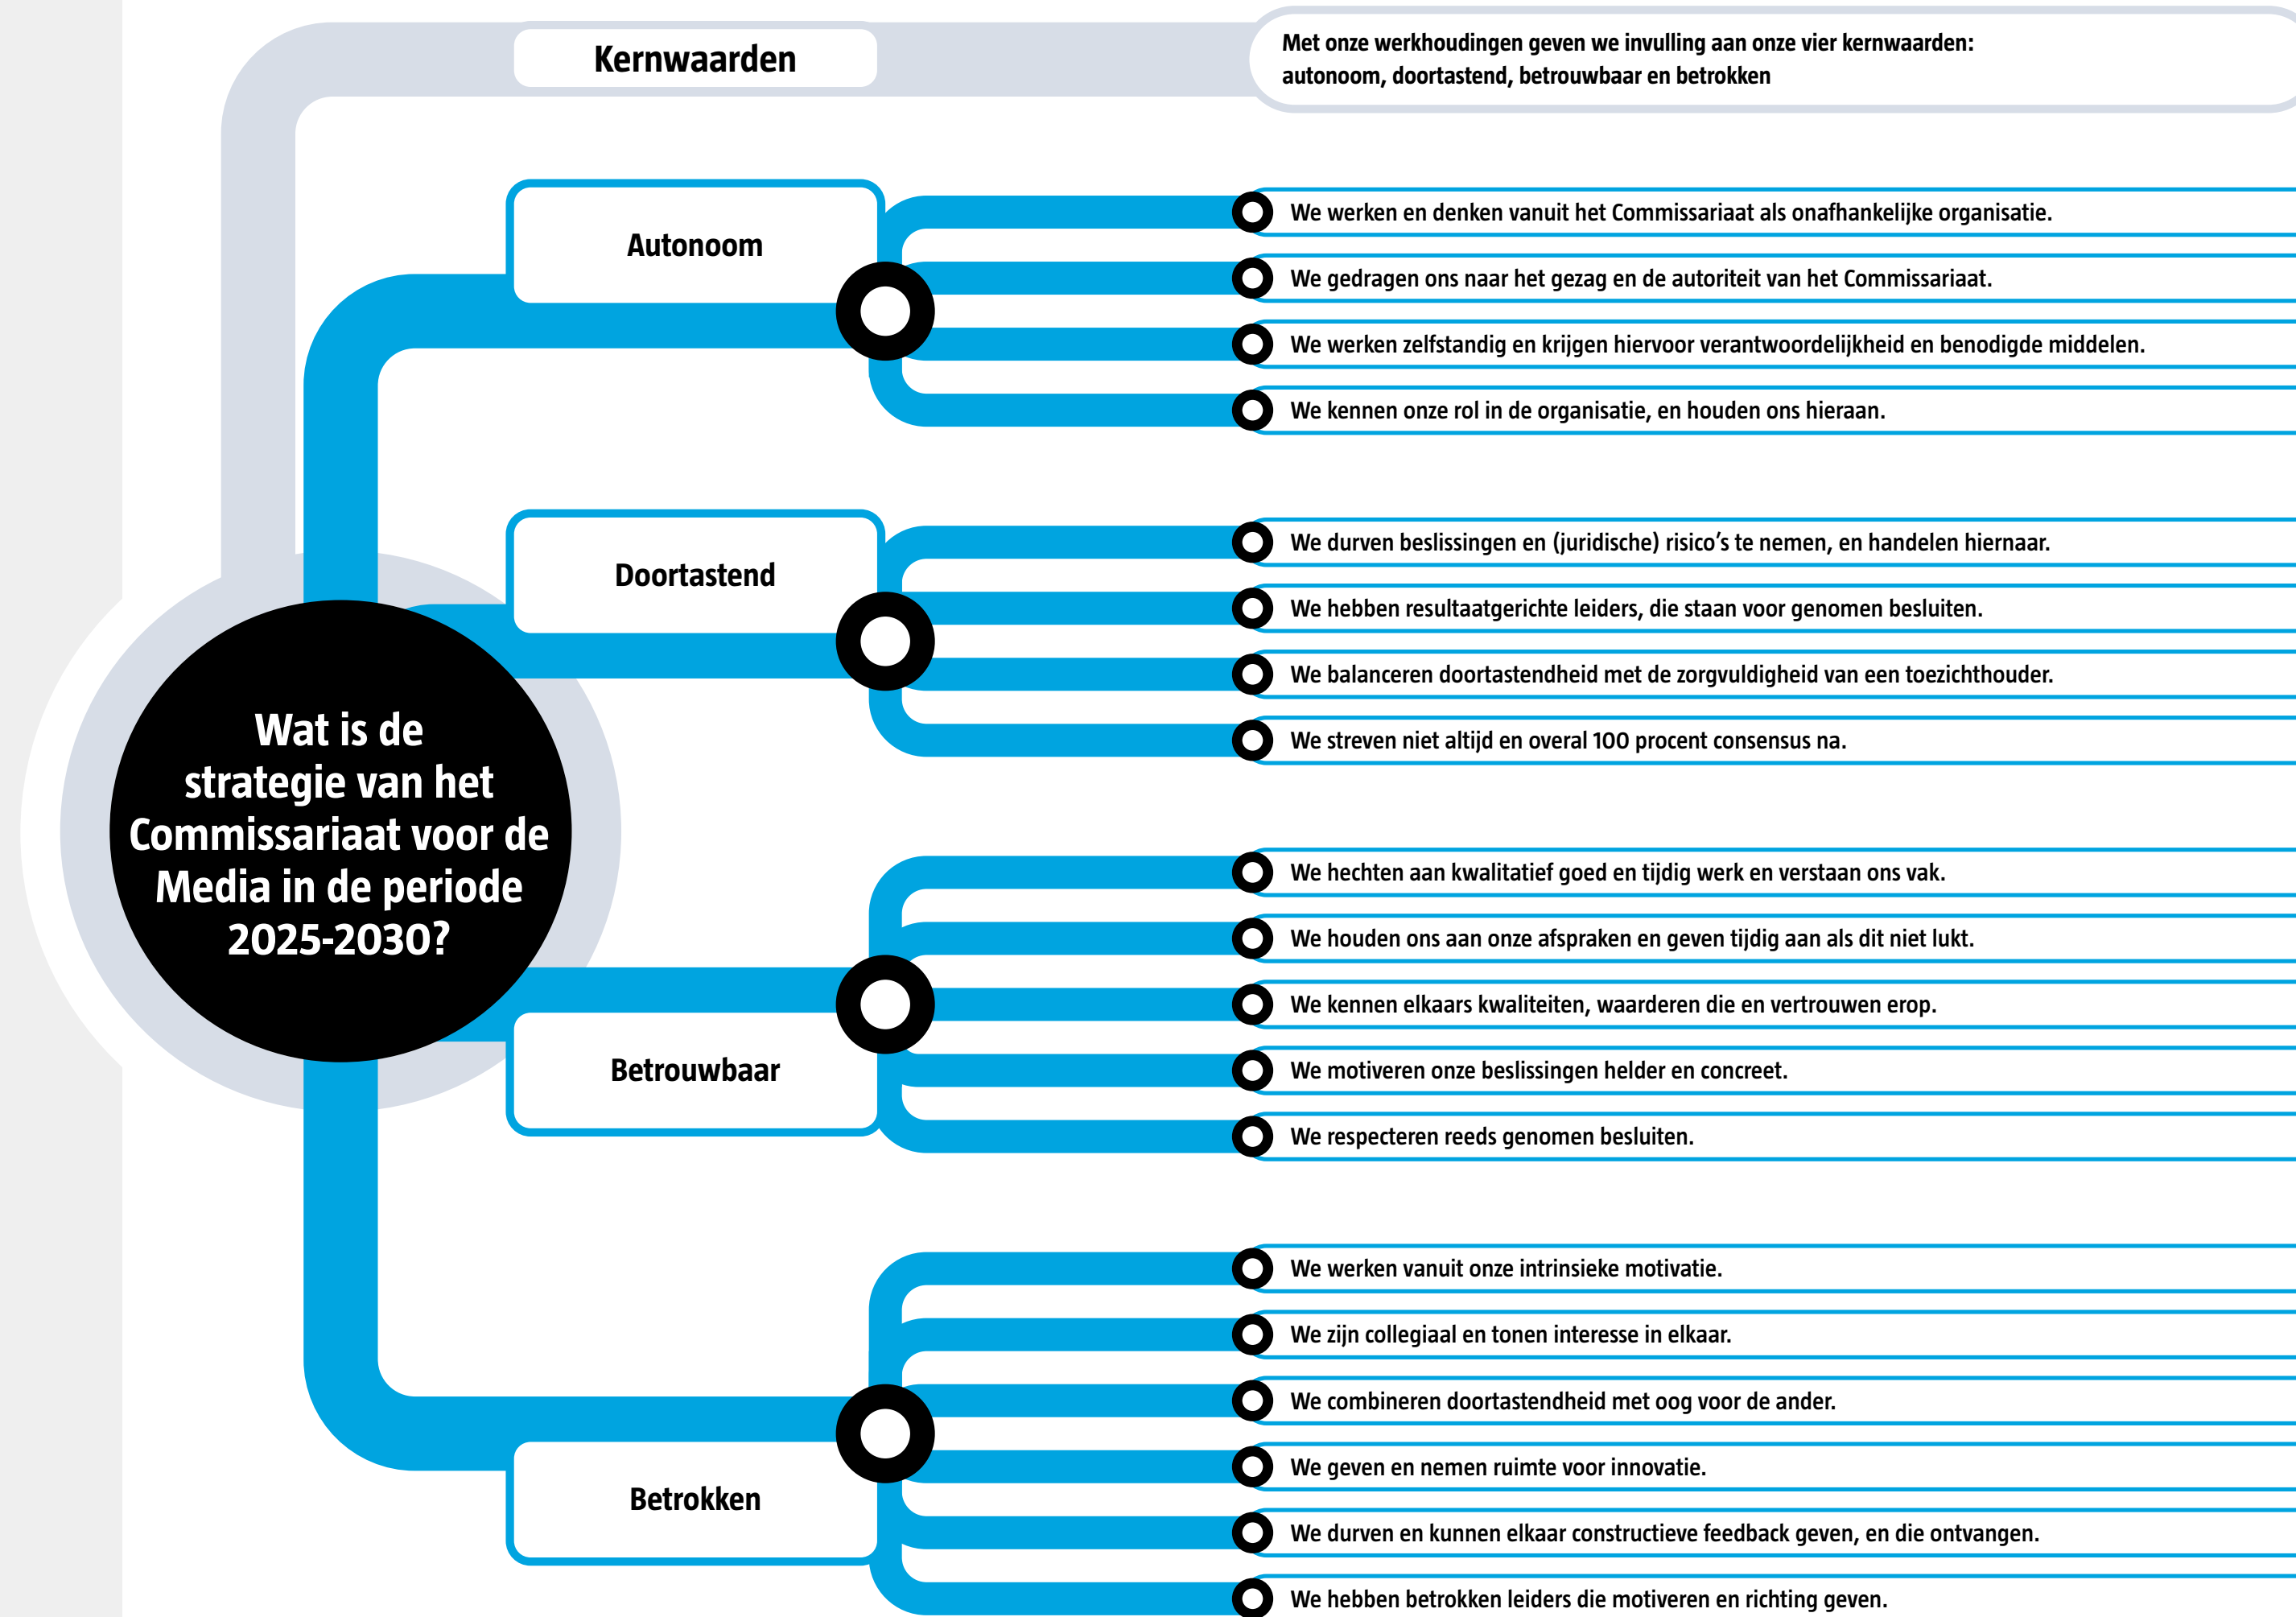 Kernwaarden
Met onze werkhoudingen geven we invulling aan onze vier kernwaarden:
autonoom, doortastend, betrouwbaar en betrokken
Wat is de
strategie van het
Commissariaat voor de
Media in de periode
2025-2030?
Autonoom
We werken en denken vanuit het Commissariaat als onafhankelijke organisatie.
We gedragen ons naar het gezag en de autoriteit van het Commissariaat.
We werken zelfstandig en krijgen hiervoor verantwoordelijkheid en benodigde middelen.
We kennen onze rol in de organisatie, en houden ons hieraan.
Doortastend
We durven beslissingen en (juridische) risico’s te nemen, en handelen hiernaar.
We hebben resultaatgerichte leiders, die staan voor genomen besluiten.
We balanceren doortastendheid met de zorgvuldigheid van een toezichthouder.
We streven niet altijd en overal 100 procent consensus na.
Betrouwbaar
We hechten aan kwalitatief goed en tijdig werk en verstaan ons vak.
We houden ons aan onze afspraken en geven tijdig aan als dit niet lukt.
We kennen elkaars kwaliteiten, waarderen die en vertrouwen erop.
We motiveren onze beslissingen helder en concreet.
We respecteren reeds genomen besluiten.
Betrokken
We werken vanuit onze intrinsieke motivatie.
We zijn collegiaal en tonen interesse in elkaar.
We combineren doortastendheid met oog voor de ander.
We geven en nemen ruimte voor innovatie.
We durven en kunnen elkaar constructieve feedback geven, en die ontvangen.
We hebben betrokken leiders die motiveren en richting geven.